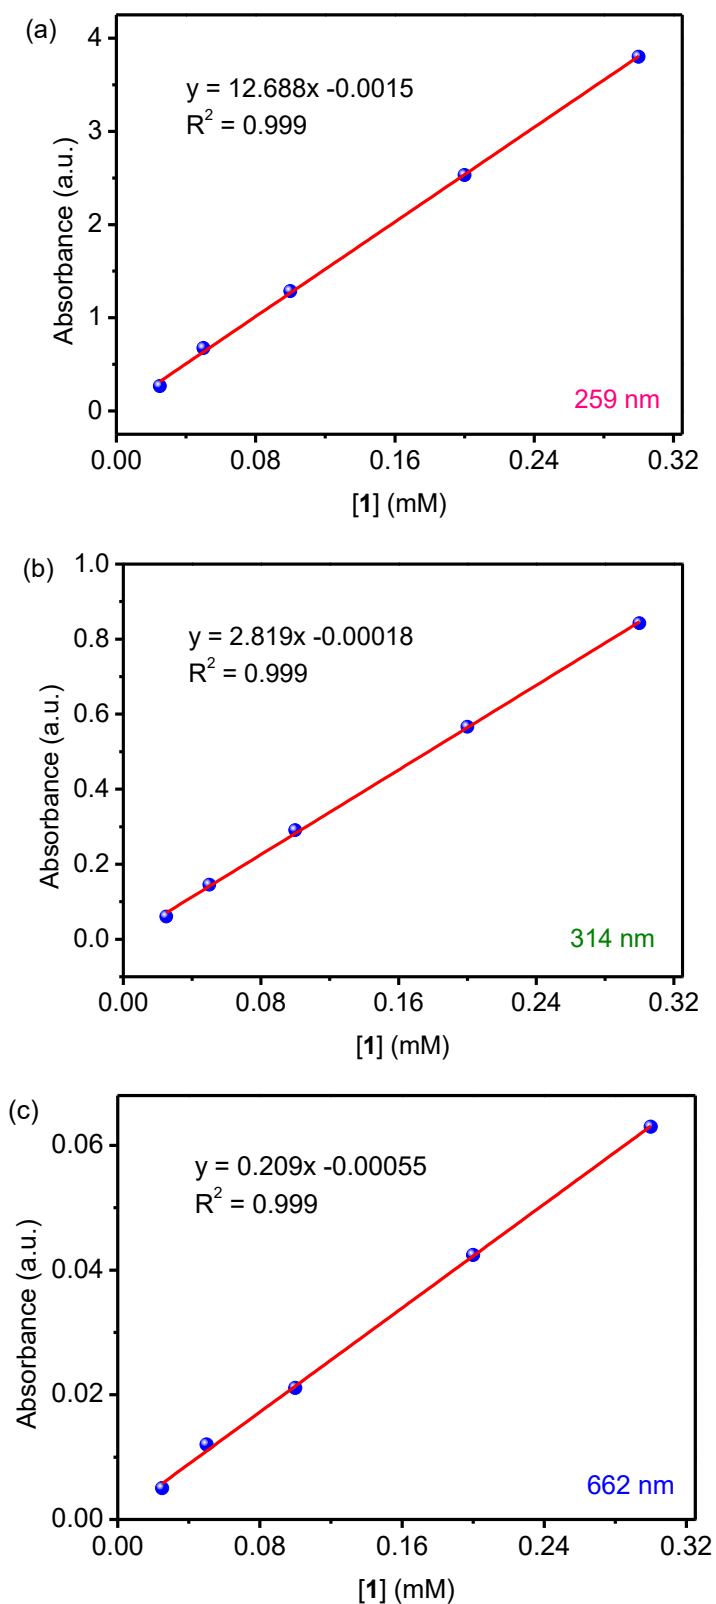 (a)
y = 12.688x -0.0015
R² = 0.999
4
3
2
1
0
Absorbance (a.u.)
259 nm
0.00 0.08 0.16 0.24 0.32
[1] (mM)
(b)
y = 2.819x -0.00018
R² = 0.999
1.0
0.8
0.6
0.4
0.2
0.0
Absorbance (a.u.)
314 nm
0.00 0.08 0.16 0.24 0.32
[1] (mM)
(c)
y = 0.209x -0.00055
R² = 0.999
0.06
0.04
0.02
0.00
Absorbance (a.u.)
662 nm
0.00 0.08 0.16 0.24 0.32
[1] (mM)